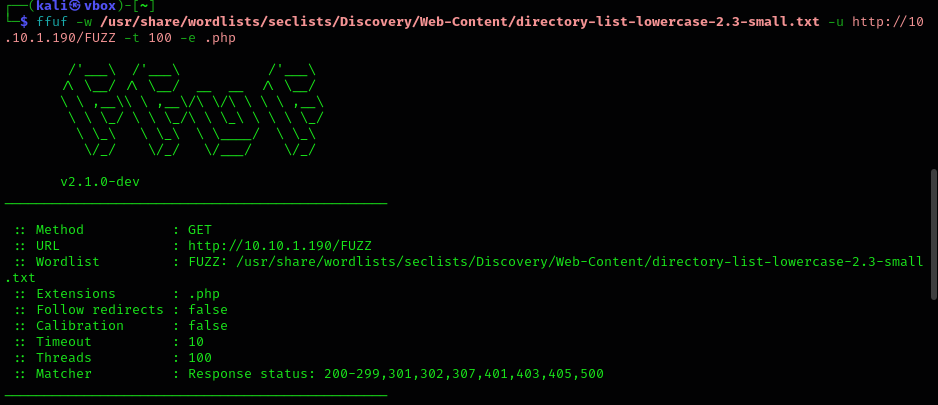 ┌──(kali㉿vbox)-[~]
└─$ ffuf -w /usr/share/wordlists/seclists/Discovery/Web-Content/directory-list-lowercase-2.3-small.txt -u http://10
.10.1.190/FUZZ -t 100 -e .php

        /'___\  /'___\           /'___\
       /\ \__/ /\ \__/  __  __  /\ \__/
       \ \ ,__\\ \ ,__\/\ \/\ \ \ \ ,__\
        \ \ \_/ \ \ \_/\ \ \_\ \ \ \ \_/
         \ \_\   \ \_\  \ \____/  \ \_\
          \/_/    \/_/   \/___/    \/_/

       v2.1.0-dev
________________________________________________

 :: Method           : GET
 :: URL              : http://10.10.1.190/FUZZ
 :: Wordlist         : FUZZ: /usr/share/wordlists/seclists/Discovery/Web-Content/directory-list-lowercase-2.3-small
.txt
 :: Extensions       : .php
 :: Follow redirects : false
 :: Calibration      : false
 :: Timeout          : 10
 :: Threads          : 100
 :: Matcher          : Response status: 200-299,301,302,307,401,403,405,500
________________________________________________